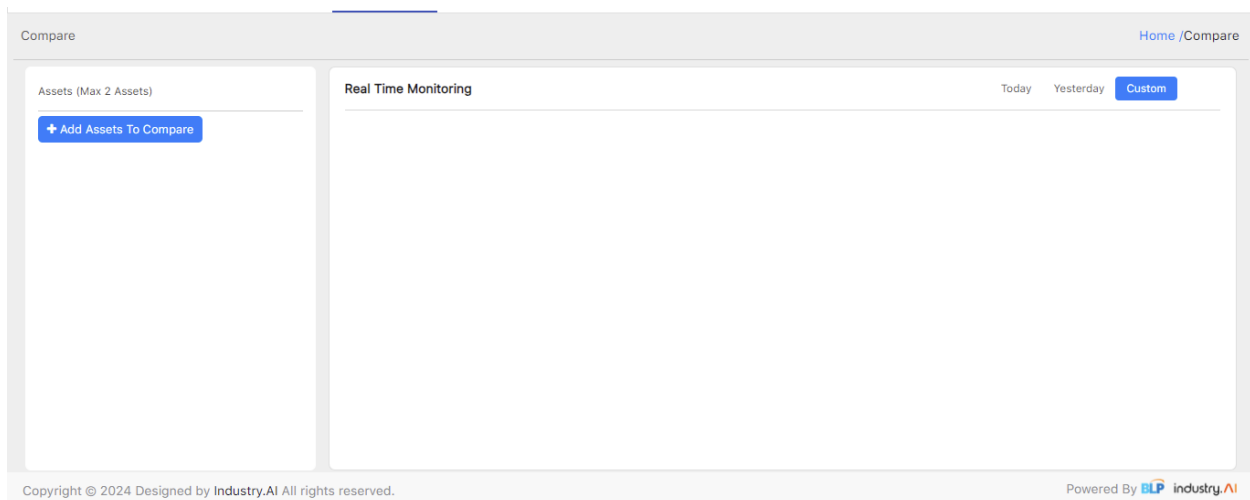 Compare
Home /Compare
Assets (Max 2 Assets)
+ Add Assets To Compare
Real Time Monitoring
Today Yesterday Custom
Copyright © 2024 Designed by Industry.AI All rights reserved.
Powered By BLP industry.AI